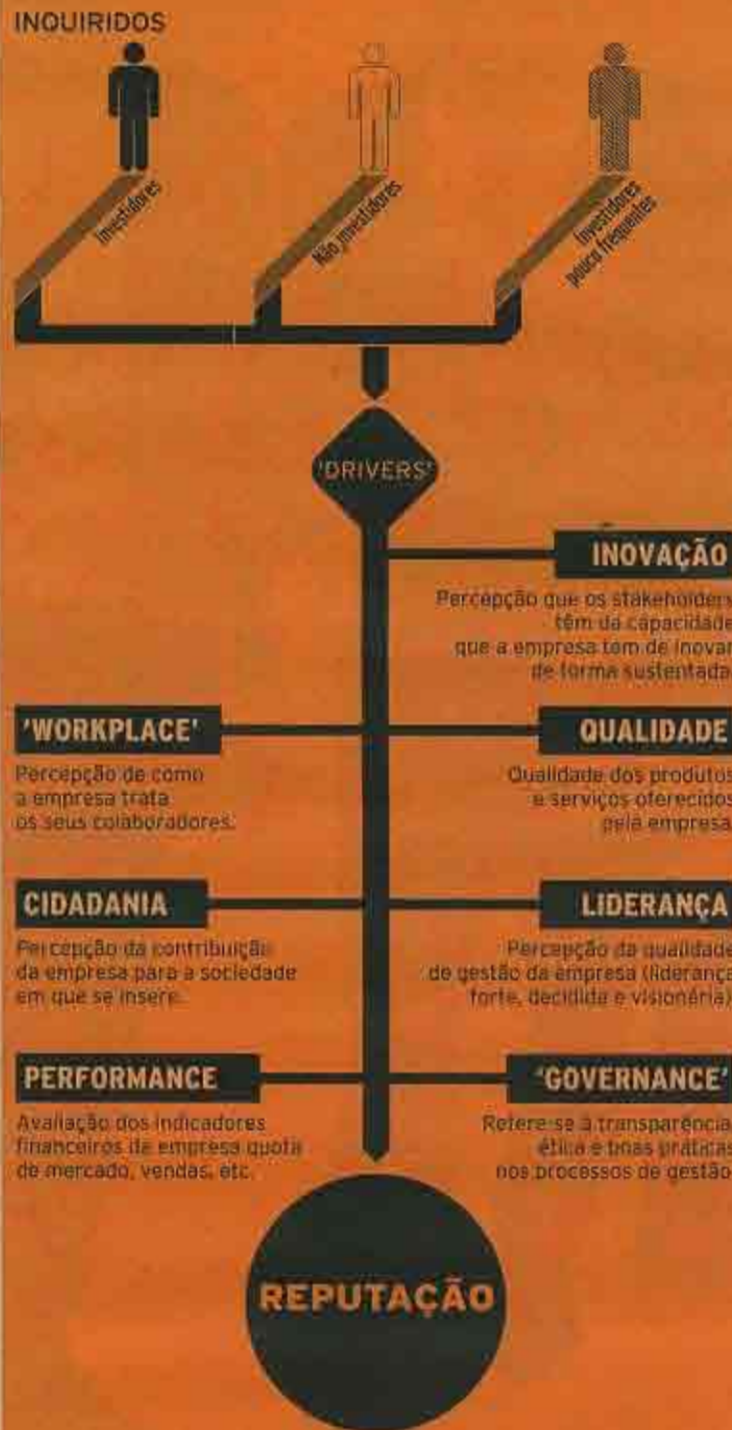 INQUIRIDOS
Investidores
Não investidores
Investidores
pouco frequentes
'DRIVERS'
INOVAÇÃO
Percepção que os stakeholders
têm da capacidade
que a empresa tem de inovar
de forma sustentada
'WORKPLACE'
Percepção de como
a empresa trata
os seus colaboradores.
QUALIDADE
Qualidade dos produtos
e serviços oferecidos
pela empresa
CIDADANIA
Percepção da contribuição
da empresa para a sociedade
em que se insere.
LIDERANÇA
Percepção da qualidade
de gestão da empresa (liderança
forte, decidida e visionária)
PERFORMANCE
Avaliação dos indicadores
financeiros da empresa quota
de mercado, vendas, etc.
'GOVERNANCE'
Refere-se à transparência
ética e boas práticas
nos processos de gestão
REPUTAÇÃO